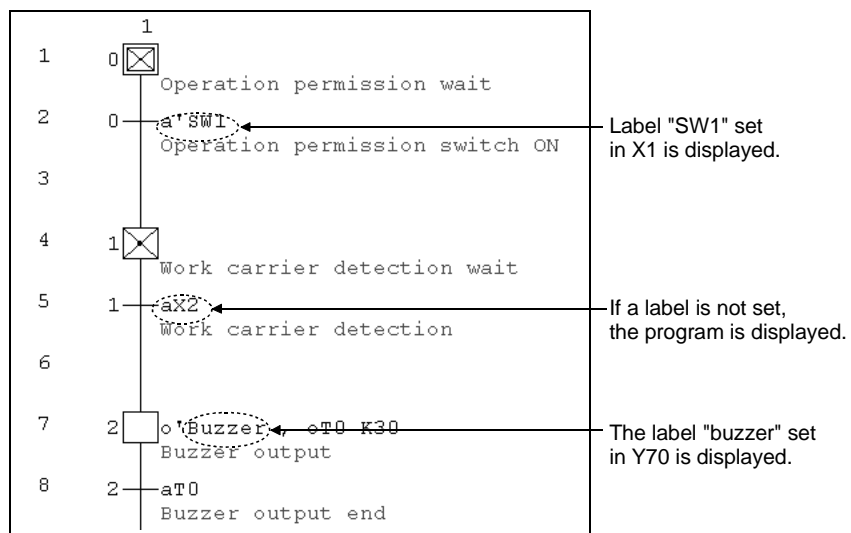 1
1 0
Operation permission wait
2 0 a'SW1
Operation permission switch ON
3
4 1
Work carrier detection wait
5 1 aX2
Work carrier detection
6
7 2 o'Buzzer , oT0 K30
Buzzer output
8 2 aT0
Buzzer output end
Label "SW1" set
in X1 is displayed.
If a label is not set,
the program is displayed.
The label "buzzer" set
in Y70 is displayed.